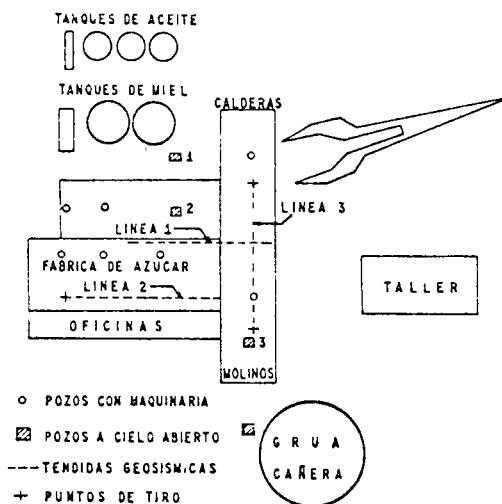 TANQUES DE ACEITE
TANQUES DE MIEL
CALDERAS
1
2
LINEA 1
LINEA 3
FABRICA DE AZUCAR
LINEA 2
TALLER
OFICINAS
3
MOLINOS
POZOS CON MAQUINARIA
POZOS A CIELO ABIERTO
TENDIDAS GEOSISMICAS
PUNTOS DE TIRO
GRUA
CAÑERA